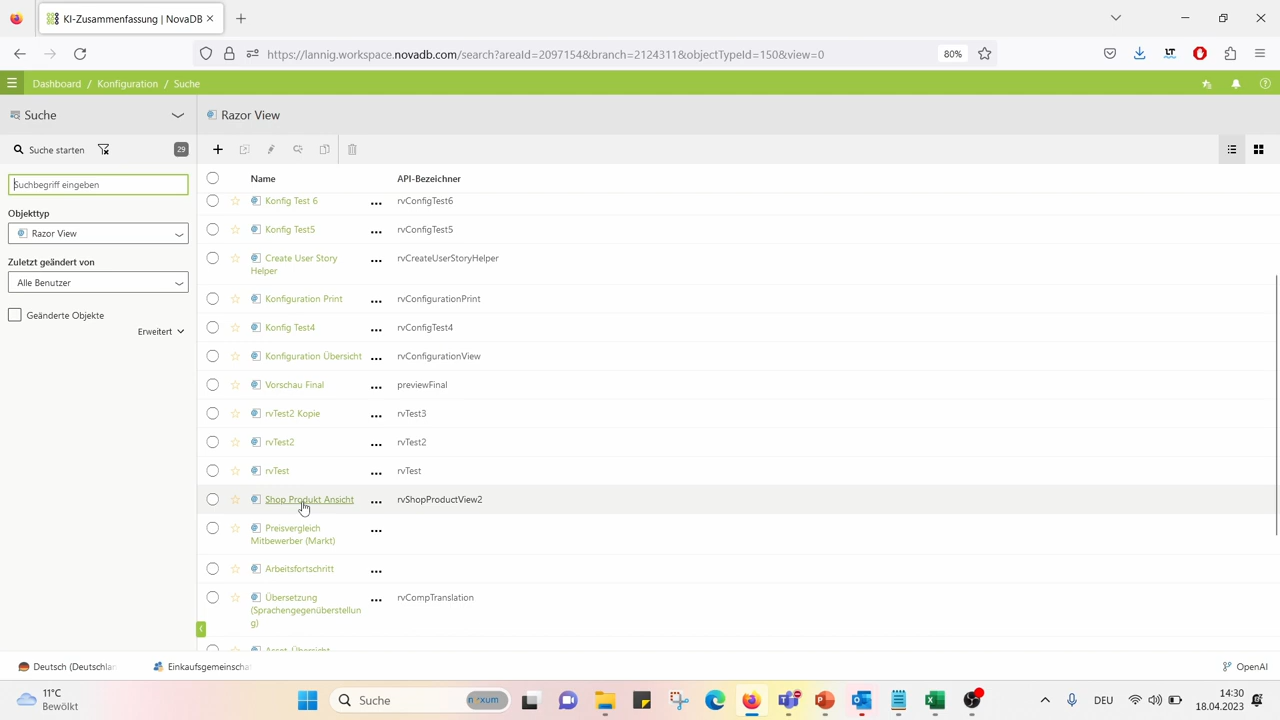 KI-Zusammenfassung | NovaDB
https://lannig.workspace.novadb.com/search?areaId=2097154&branch=2124311&objectTypeId=150&view=0
80%
Dashboard / Konfiguration / Suche
Suche
Razor View
Suche starten
29
Suchbegriff eingeben
Objekttyp
Razor View
Zuletzt geändert von
Alle Benutzer
Geänderte Objekte
Erweitert
Name API-Bezeichner
Konfig Test 6 rvConfigTest6
Konfig Test5 rvConfigTest5
Create User Story rvCreateUserStoryHelper
Helper
Konfiguration Print rvConfigurationPrint
Konfig Test4 rvConfigTest4
Konfiguration Übersicht rvConfigurationView
Vorschau Final previewFinal
rvTest2 Kopie rvTest3
rvTest2 rvTest2
rvTest rvTest
Shop Produkt Ansicht rvShopProductView2
Preisvergleich
Mitbewerber (Markt)
Arbeitsfortschritt
Übersetzung rvCompTranslation
(Sprachengegenüberstellun
g)
Asset-Übersicht
Deutsch (Deutschlan
Einkaufsgemeinscha
OpenAI
11°C
Bewölkt
Suche
DEU
14:30
18.04.2023